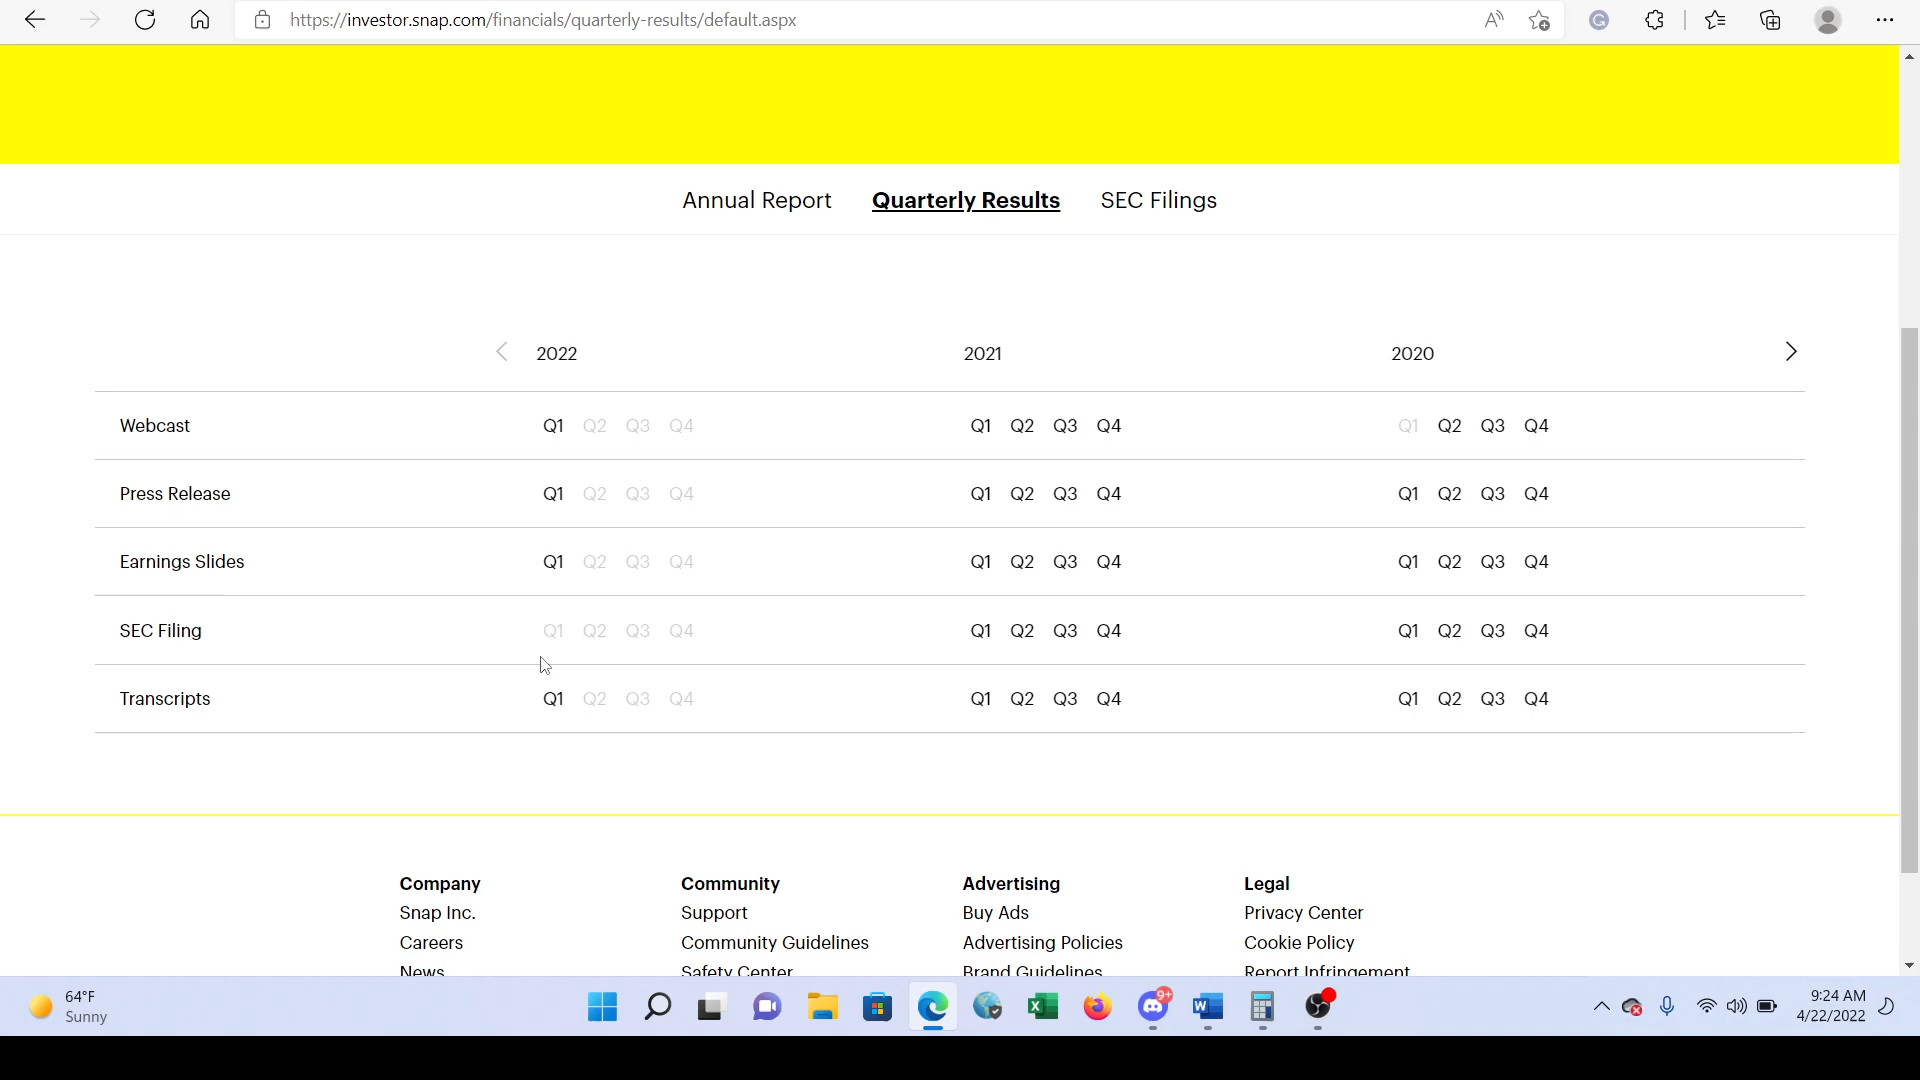 https://investor.snap.com/financials/quarterly-results/default.aspx
Annual Report Quarterly Results SEC Filings
2022 2021 2020
Webcast Q1 Q2 Q3 Q4 Q1 Q2 Q3 Q4 Q1 Q2 Q3 Q4
Press Release Q1 Q2 Q3 Q4 Q1 Q2 Q3 Q4 Q1 Q2 Q3 Q4
Earnings Slides Q1 Q2 Q3 Q4 Q1 Q2 Q3 Q4 Q1 Q2 Q3 Q4
SEC Filing Q1 Q2 Q3 Q4 Q1 Q2 Q3 Q4 Q1 Q2 Q3 Q4
Transcripts Q1 Q2 Q3 Q4 Q1 Q2 Q3 Q4 Q1 Q2 Q3 Q4
Company Community Advertising Legal
Snap Inc. Support Buy Ads Privacy Center
Careers Community Guidelines Advertising Policies Cookie Policy
News Safety Center Brand Guidelines Report Infringement
64°F 9+ 9:24 AM
Sunny 4/22/2022